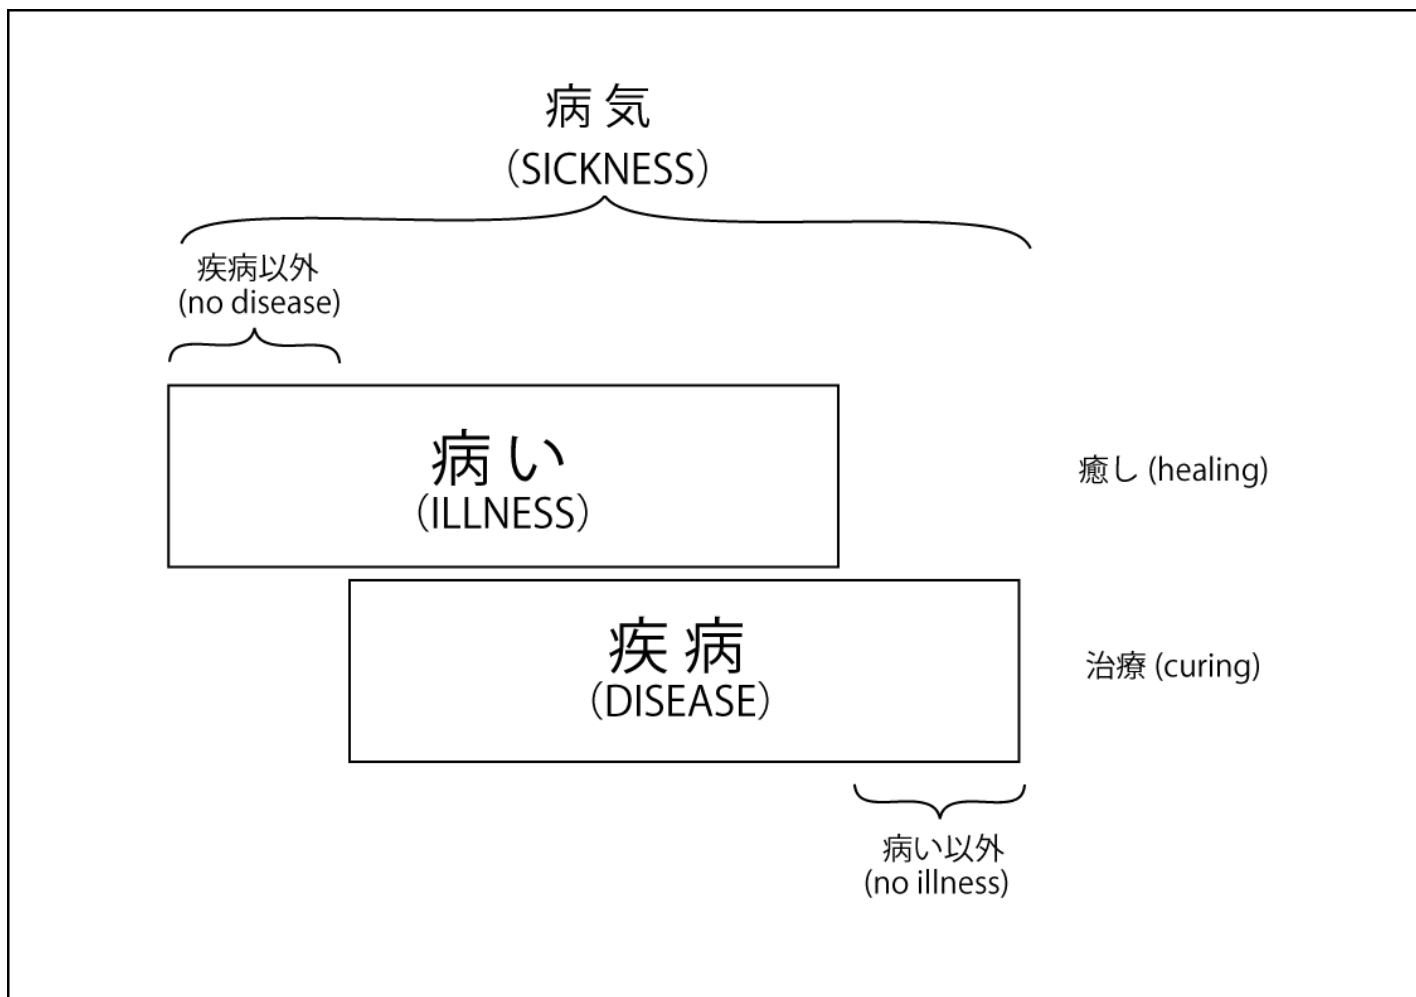 病気
（SICKNESS）
疾病以外
(no disease)
病い
（ILLNESS）
癒し (healing)
疾病
（DISEASE）
治療 (curing)
病い以外
(no illness)